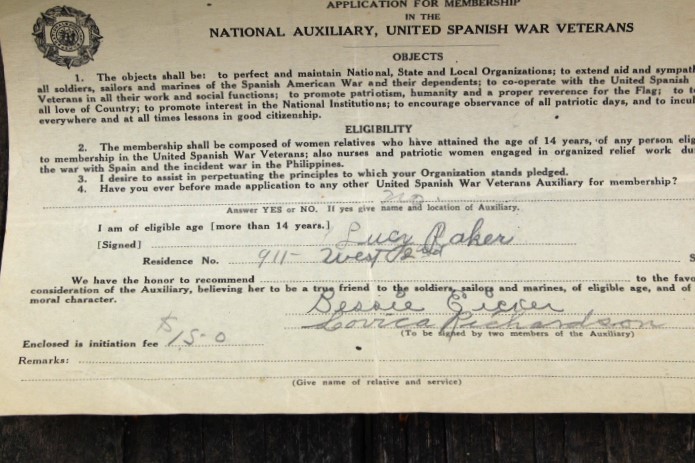 APPLICATION FOR MEMBERSHIP
IN THE
NATIONAL AUXILIARY, UNITED SPANISH WAR VETERANS
OBJECTS
1. The objects shall be: to perfect and maintain National, State and Local Organizations; to extend aid and sympath
all soldiers, sailors and marines of the Spanish American War and their dependents; to co-operate with the United Spanish
Veterans in all their work and social functions; to promote patriotism, humanity and a proper reverence for the Flag; to te
all love of Country; to promote interest in the National Institutions; to encourage observance of all patriotic days, and to incul
everywhere and at all times lessons in good citizenship.
ELIGIBILITY
2. The membership shall be composed of women relatives who have attained the age of 14 years, of any person elig
to membership in the United Spanish War Veterans; also nurses and patriotic women engaged in organized relief work du
the war with Spain and the incident war in the Philippines.
3. I desire to assist in perpetuating the principles to which your Organization stands pledged.
4. Have you ever before made application to any other United Spanish War Veterans Auxiliary for membership?
no.
Answer YES or NO. If yes give name and location of Auxiliary.
I am of eligible age [more than 14 years.]
[Signed] Lucy Baker
Residence No. 911- West 2nd S
We have the honor to recommend to the favo
consideration of the Auxiliary, believing her to be a true friend to the soldiers, sailors and marines, of eligible age, and of
moral character.
Bessie Eicker
Lovica Richardson
(To be signed by two members of the Auxiliary)
Enclosed is initiation fee $150
Remarks:
(Give name of relative and service)